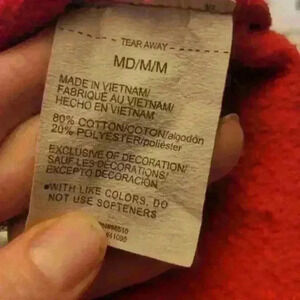 TEAR AWAY
MD/M/M
MADE IN VIETNAM/
FABRIQUÉ AU VIETNAM/
HECHO EN VIETNAM
80% COTTON/COTON/algodón
20% POLYESTER/poliéster
EXCLUSIVE OF DECORATION/
SAUF LES DÉCORATIONS/
EXCEPTO DECORACIÓN
•WITH LIKE COLORS, DO
NOT USE SOFTENERS